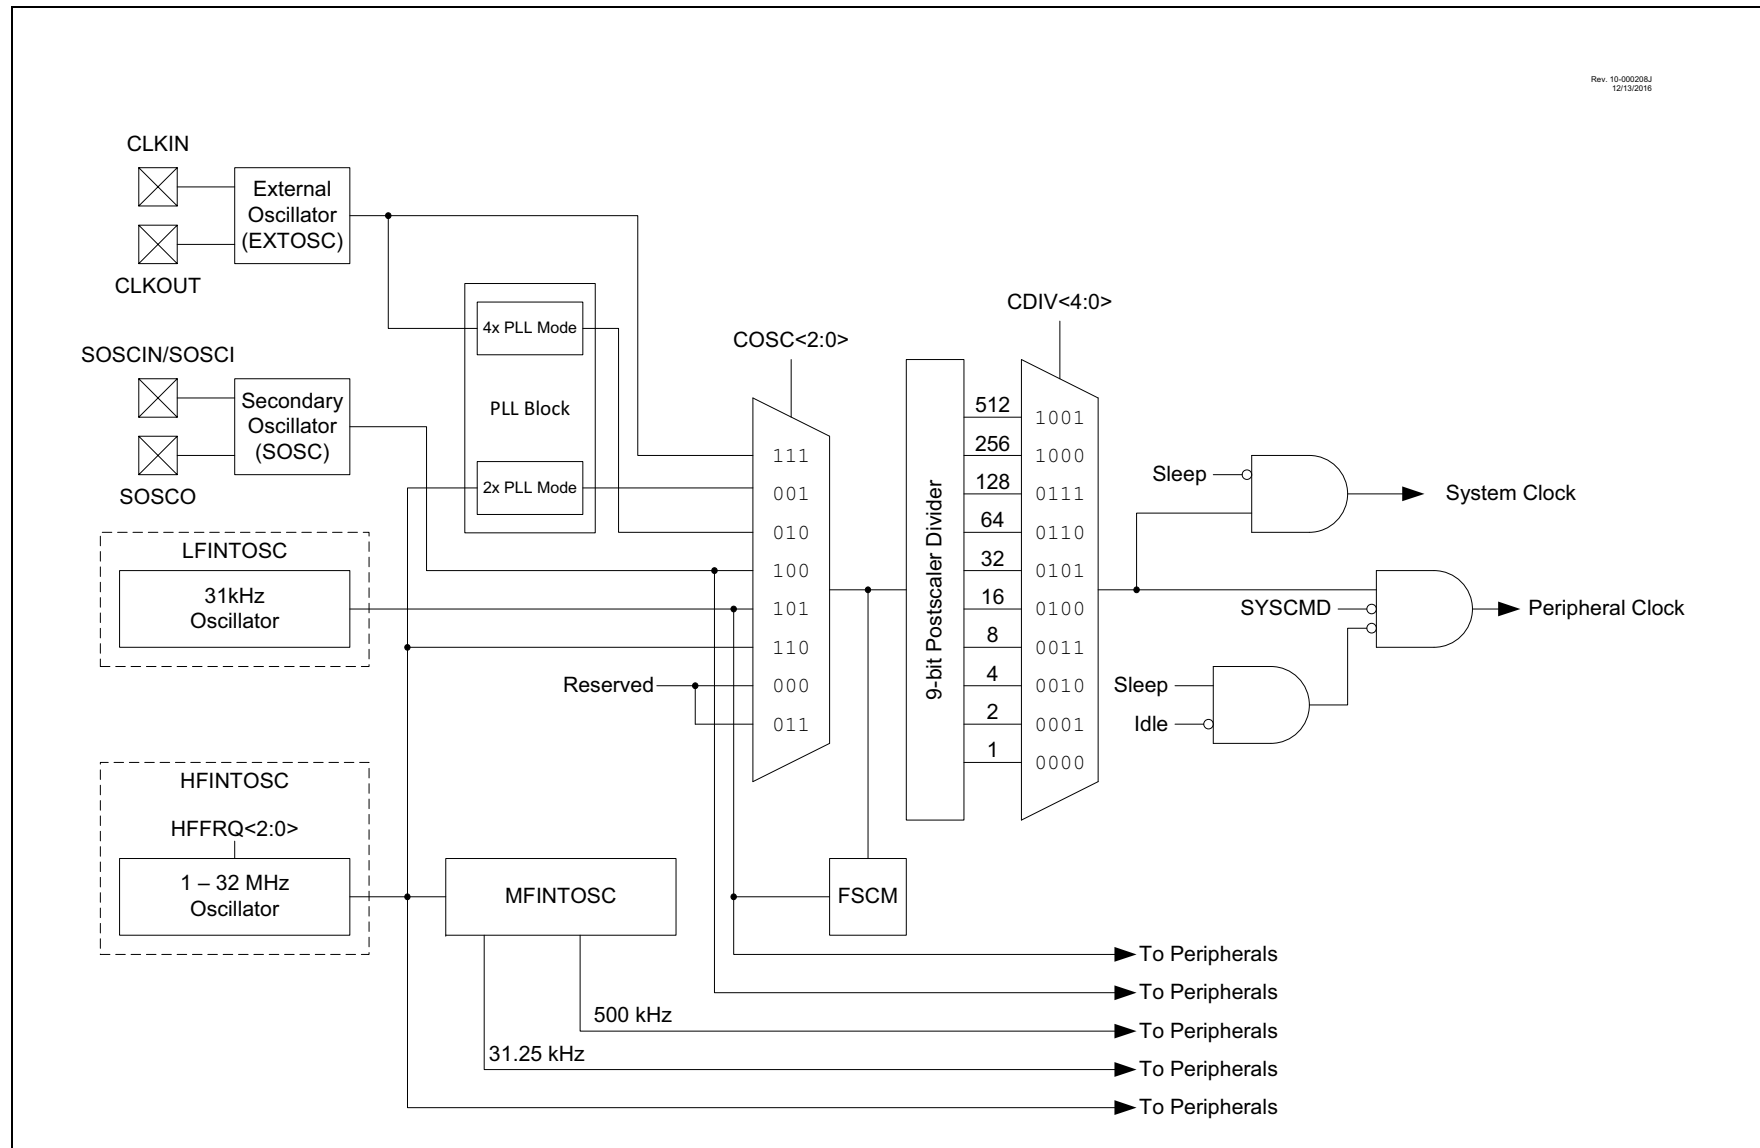 Rev. 10-000208J
12/13/2016
CLKIN
External
Oscillator
(EXTOSC)
CLKOUT
4x PLL Mode
PLL Block
2x PLL Mode
SOSCIN/SOSCI
Secondary
Oscillator
(SOSC)
SOSCO
LFINTOSC
31kHz
Oscillator
Reserved
HFINTOSC
HFFRQ<2:0>
1 – 32 MHz
Oscillator
MFINTOSC
FSCM
COSC<2:0>
111
001
010
100
101
110
000
011
9-bit Postscaler Divider
CDIV<4:0>
512 1001
256 1000
128 0111
64 0110
32 0101
16 0100
8 0011
4 0010
2 0001
1 0000
Sleep
System Clock
SYSCMD
Peripheral Clock
Sleep
Idle
To Peripherals
To Peripherals
500 kHz
To Peripherals
31.25 kHz
To Peripherals
To Peripherals